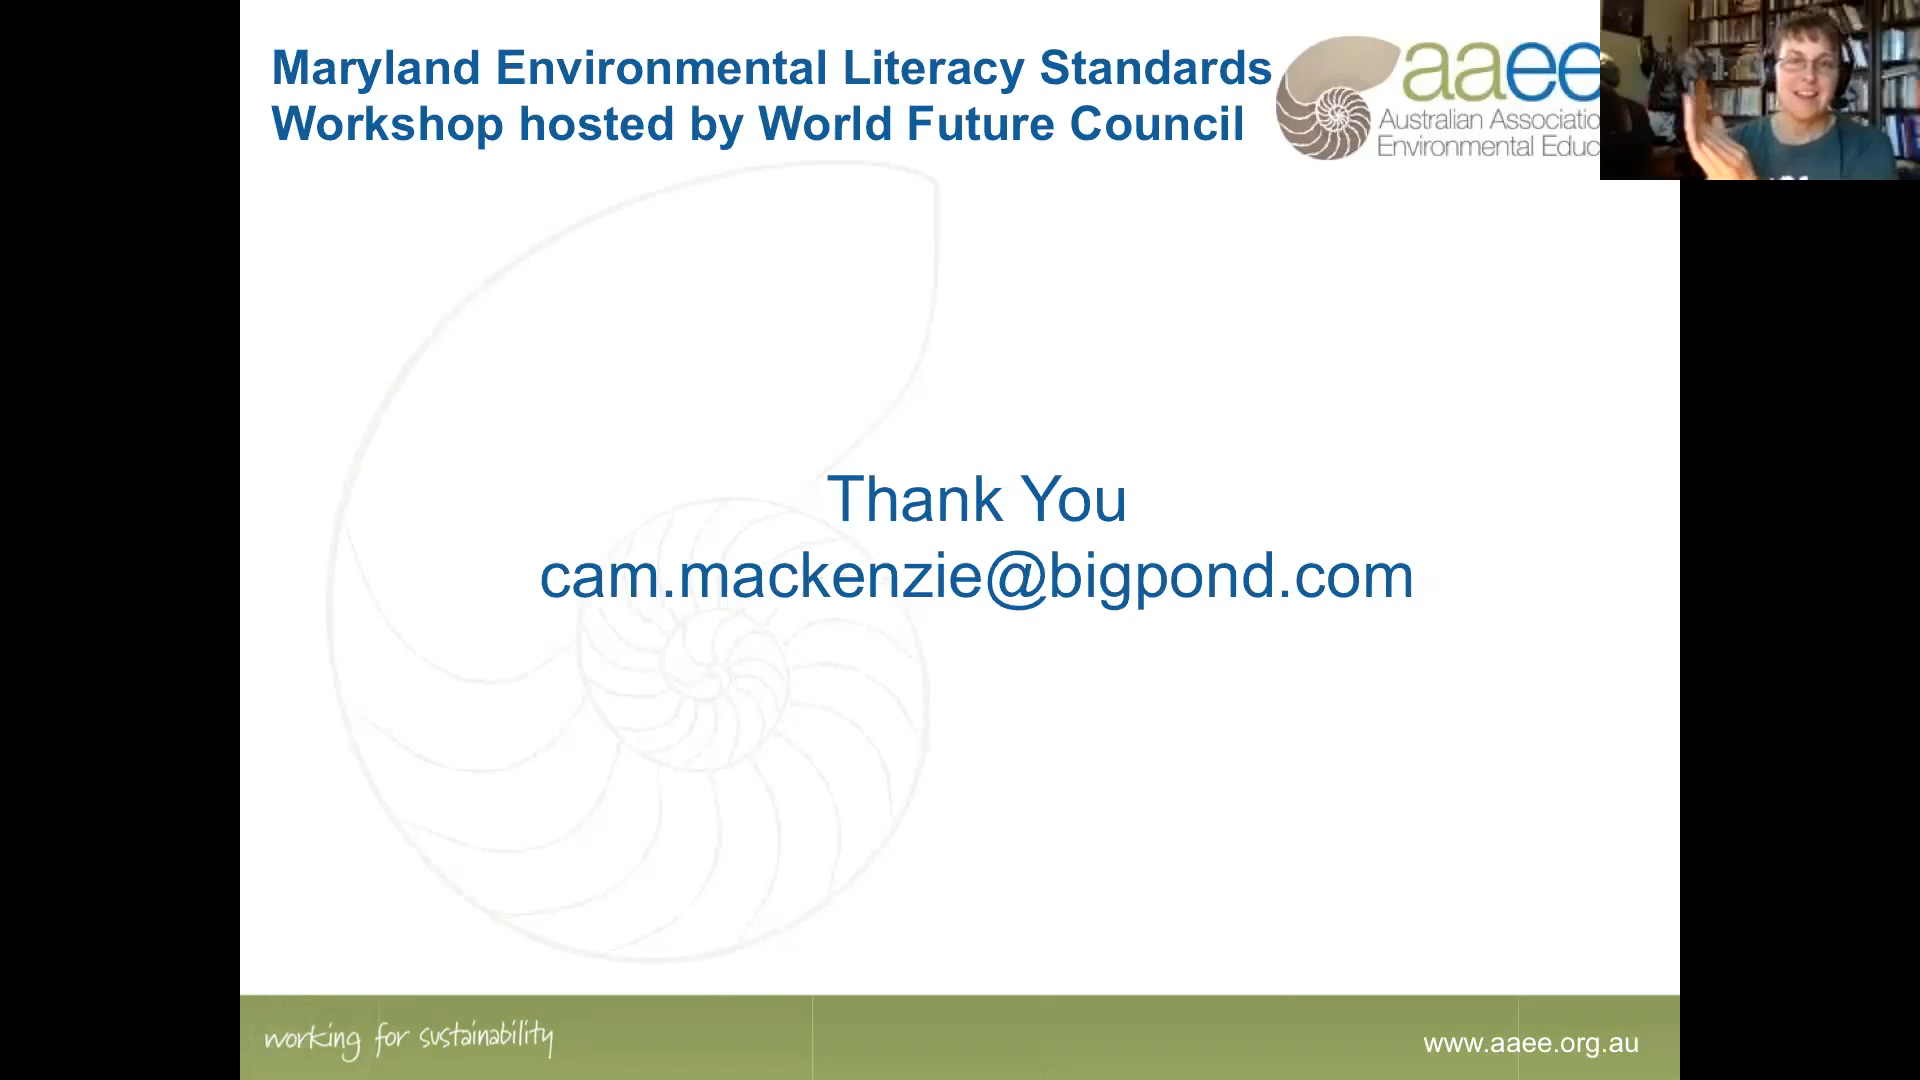 Maryland Environmental Literacy Standards
Workshop hosted by World Future Council
aaee
Australian Associatio
Environmental Educ
Thank You
cam.mackenzie@bigpond.com
working for sustainability
www.aaee.org.au